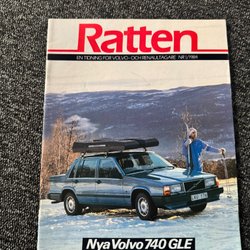 Ratten
EN TIDNING FÖR VOLVO- OCH RENAULTÄGARE NR 1/1984
Nya Volvo 740 GLE